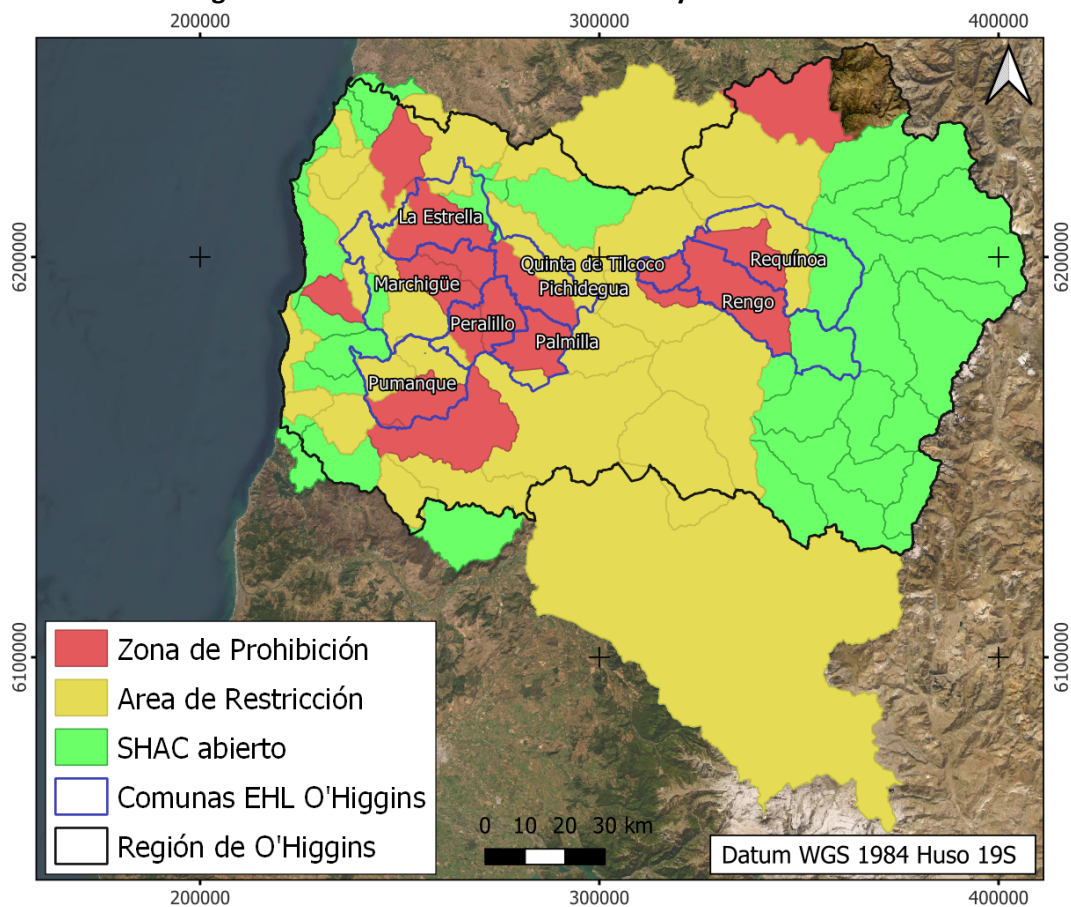 200000
300000
400000
6200000
6200000
La Estrella
Quinta de Tilcoco
Requínoa
Marchigüe
Pichidegua
Rengo
Peralillo
Palmilla
Pumanque
6100000
6100000
Zona de Prohibición
Area de Restricción
SHAC abierto
Comunas EHL O'Higgins
Región de O'Higgins
0 10 20 30 km
Datum WGS 1984 Huso 19S
200000
300000
400000